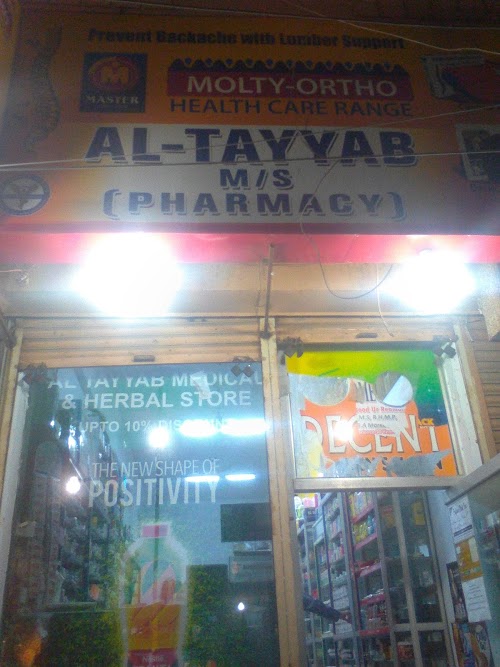 Prevent Backache with Lumber Support
MASTER
MOLTY-ORTHO
HEALTH CARE RANGE
AL-TAYYAB
M/S
(PHARMACY)
AL TAYYAB MEDICAL
& HERBAL STORE
UPTO 10%
THE NEW SHAPE OF
POSITIVITY
DECENT